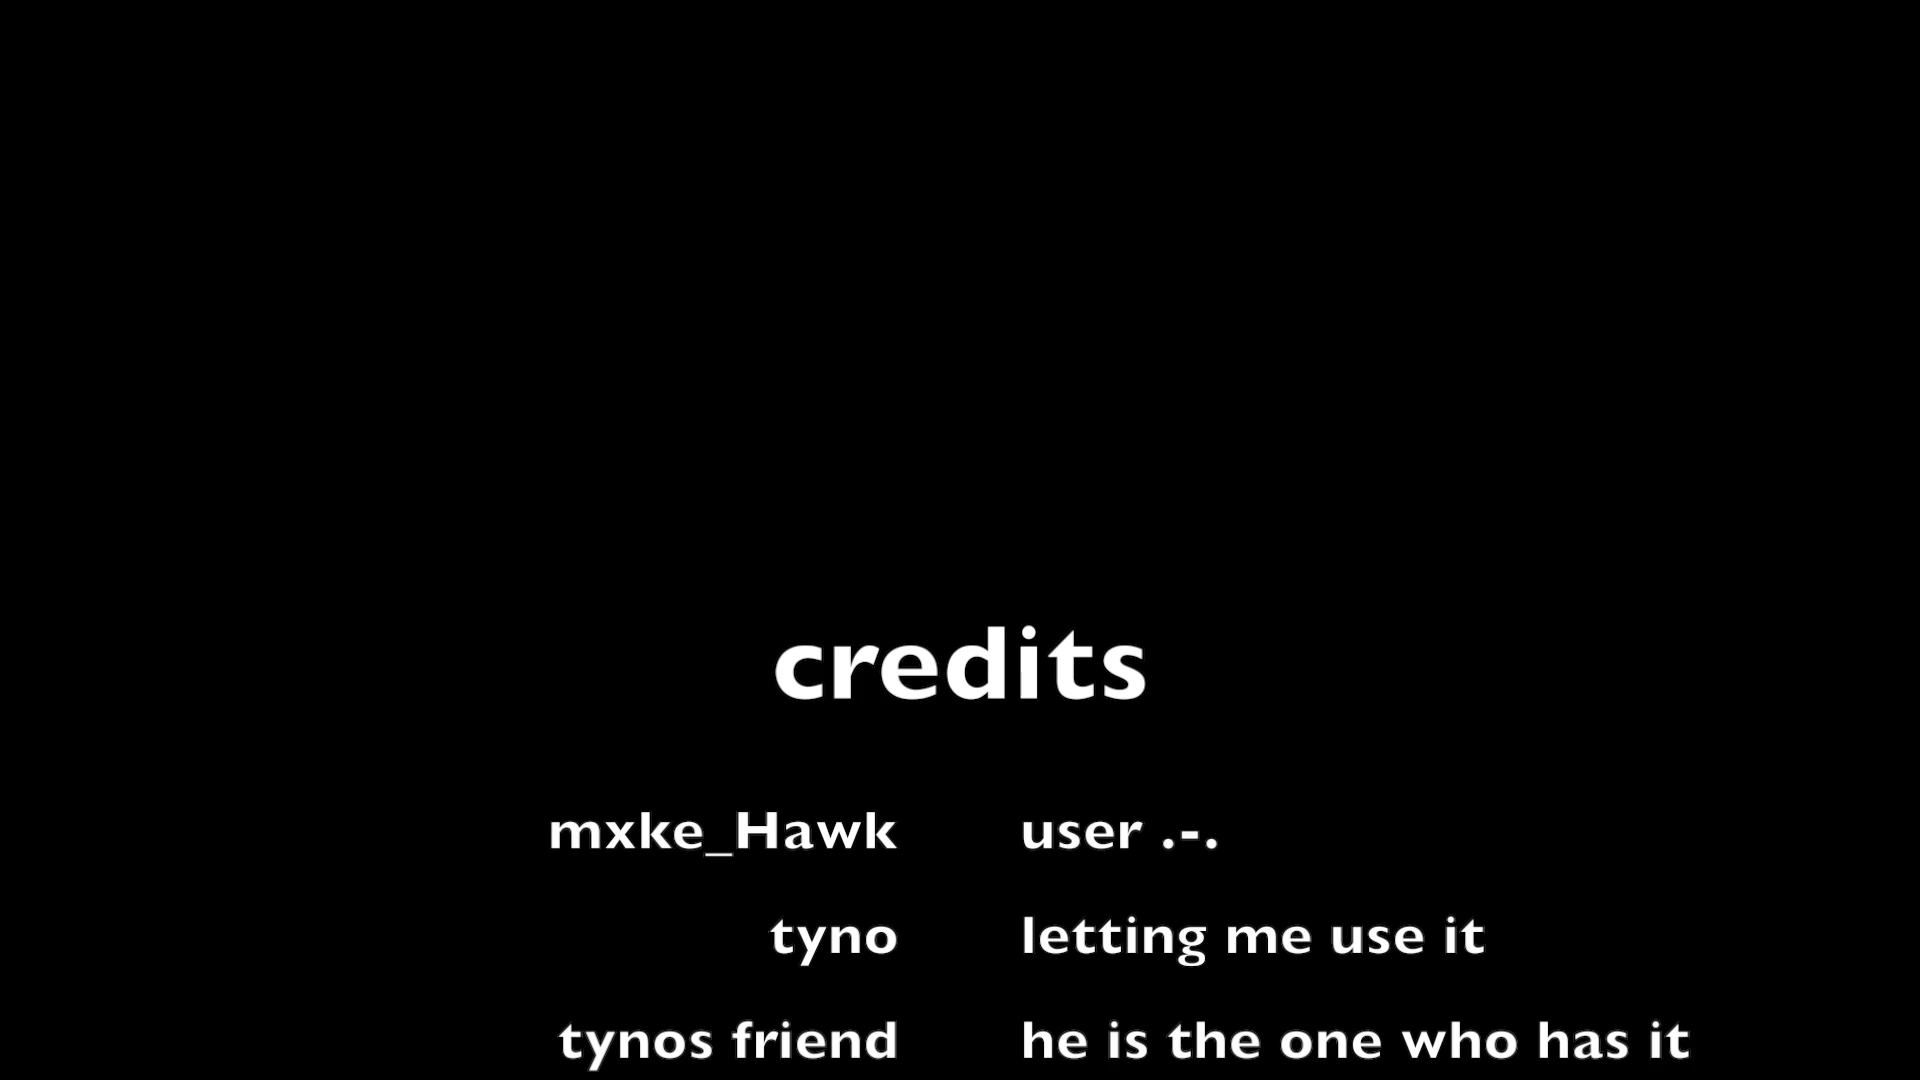 credits
mxke_Hawk user .-.
tyno letting me use it
tynos friend he is the one who has it